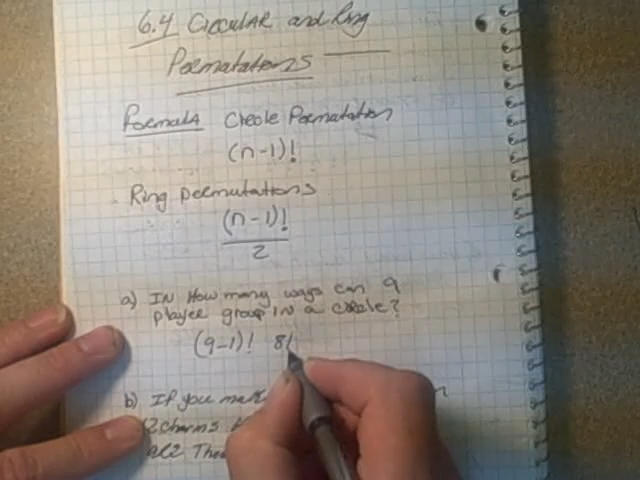 6.4 Circular and Ring
Permutations
Formula Circle Permutation
(n-1)!
Ring permutations
(n-1)!
2
a) In How many ways can 9
player group in a circle?
(9-1)! 8!
b) If you
charms